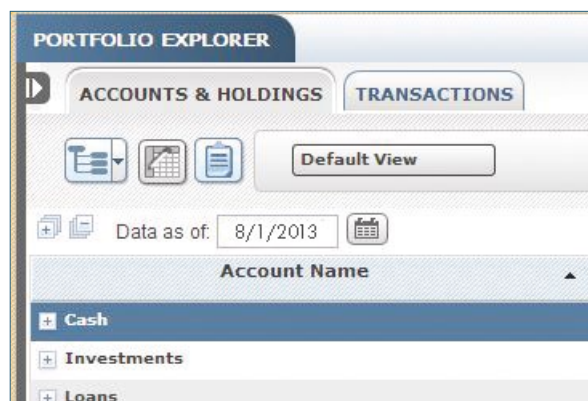 PORTFOLIO EXPLORER
ACCOUNTS & HOLDINGS TRANSACTIONS
Default View
Data as of: 8/1/2013
Account Name
Cash
Investments
Loans